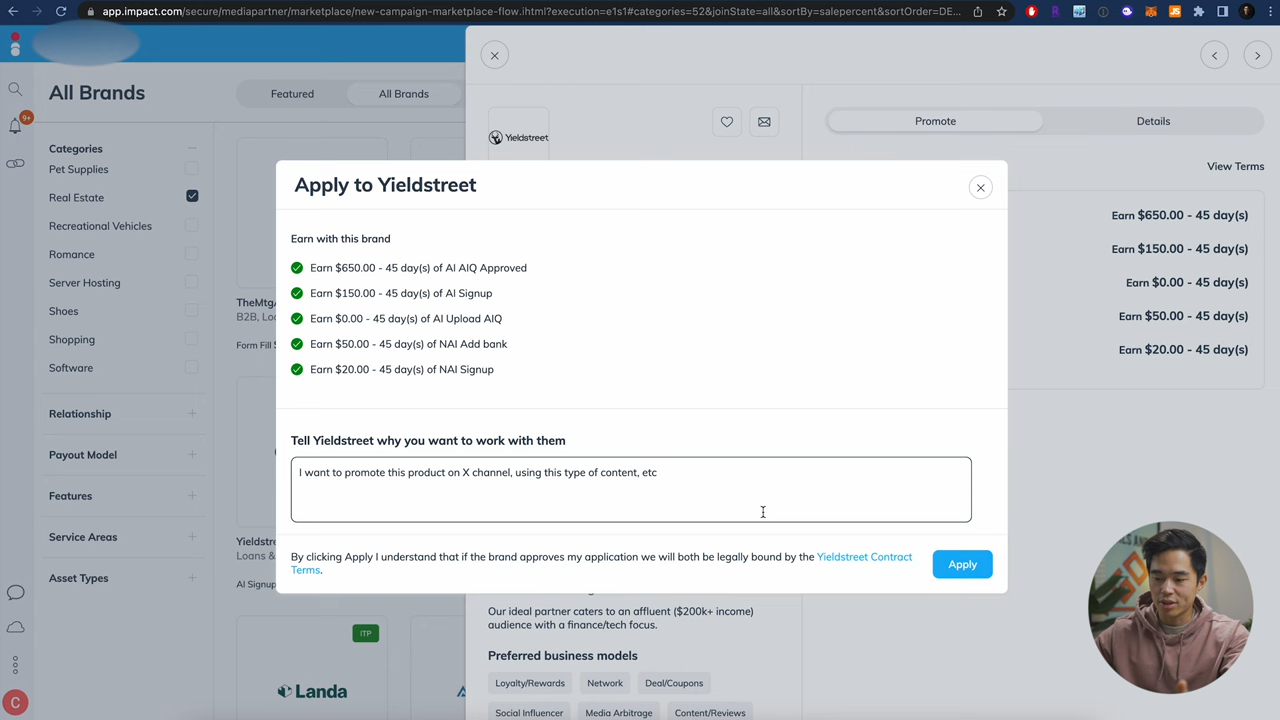 app.impact.com/secure/mediapartner/marketplace/new-campaign-marketplace-flow.ihtml?execution=e1s1#categories=52&joinState=all&sortBy=salepercent&sortOrder=DE...
All Brands
Featured
All Brands
9+
Categories
Pet Supplies
Real Estate
Recreational Vehicles
Romance
Server Hosting
Shoes
Shopping
Software
Relationship
Payout Model
Features
Service Areas
Asset Types
C
TheMtgA
B2B, Lo
Form Fill $
Yieldstre
Loans &
AI Signup
ITP
Landa
Yieldstreet
Promote
Details
View Terms
Earn $650.00 - 45 day(s)
Earn $150.00 - 45 day(s)
Earn $0.00 - 45 day(s)
Earn $50.00 - 45 day(s)
Earn $20.00 - 45 day(s)
Apply to Yieldstreet
Earn with this brand
Earn $650.00 - 45 day(s) of AI AIQ Approved
Earn $150.00 - 45 day(s) of AI Signup
Earn $0.00 - 45 day(s) of AI Upload AIQ
Earn $50.00 - 45 day(s) of NAI Add bank
Earn $20.00 - 45 day(s) of NAI Signup
Tell Yieldstreet why you want to work with them
I want to promote this product on X channel, using this type of content, etc
By clicking Apply I understand that if the brand approves my application we will both be legally bound by the Yieldstreet Contract
Terms.
Apply
Our ideal partner caters to an affluent ($200k+ income)
audience with a finance/tech focus.
Preferred business models
Loyalty/Rewards
Network
Deal/Coupons
Social Influencer
Media Arbitrage
Content/Reviews